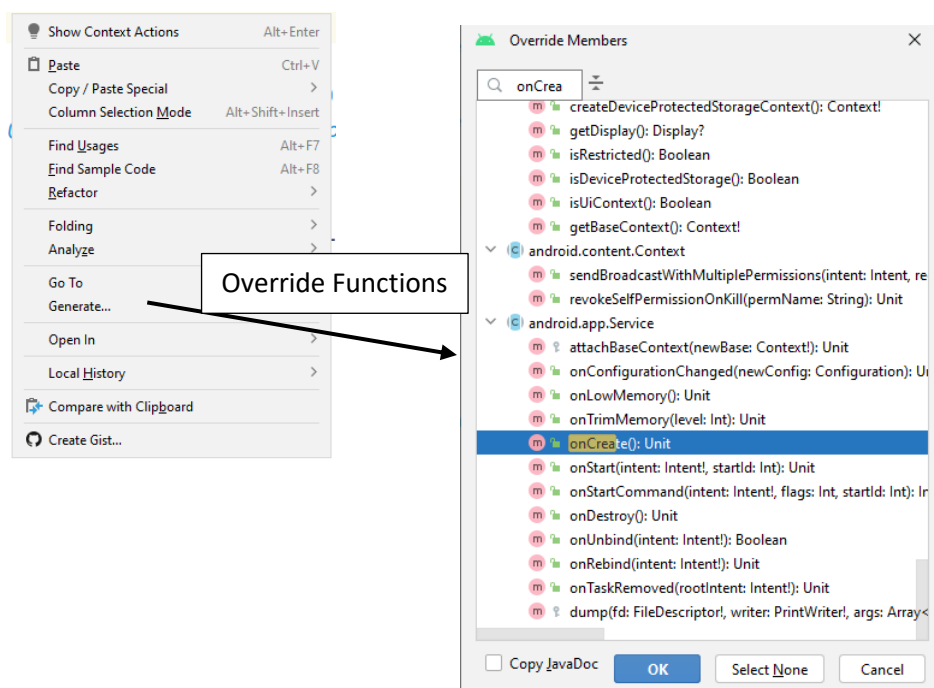 Show Context Actions Alt+Enter
Paste Ctrl+V
Copy / Paste Special
Column Selection Mode Alt+Shift+Insert
Find Usages Alt+F7
Find Sample Code Alt+F8
Refactor
Folding
Analyze
Go To
Generate...
Open In
Local History
Compare with Clipboard
Create Gist...
Override Functions
Override Members
onCrea
createDeviceProtectedStorageContext(): Context!
getDisplay(): Display?
isRestricted(): Boolean
isDeviceProtectedStorage(): Boolean
isUiContext(): Boolean
getBaseContext(): Context!
android.content.Context
sendBroadcastWithMultiplePermissions(intent: Intent, re
revokeSelfPermissionOnKill(permName: String): Unit
android.app.Service
attachBaseContext(newBase: Context!): Unit
onConfigurationChanged(newConfig: Configuration): U
onLowMemory(): Unit
onTrimMemory(level: Int): Unit
onCreate(): Unit
onStart(intent: Intent!, startId: Int): Unit
onStartCommand(intent: Intent!, flags: Int, startId: Int): In
onDestroy(): Unit
onUnbind(intent: Intent!): Boolean
onRebind(intent: Intent!): Unit
onTaskRemoved(rootIntent: Intent!): Unit
dump(fd: FileDescriptor!, writer: PrintWriter!, args: Array<
Copy JavaDoc OK Select None Cancel